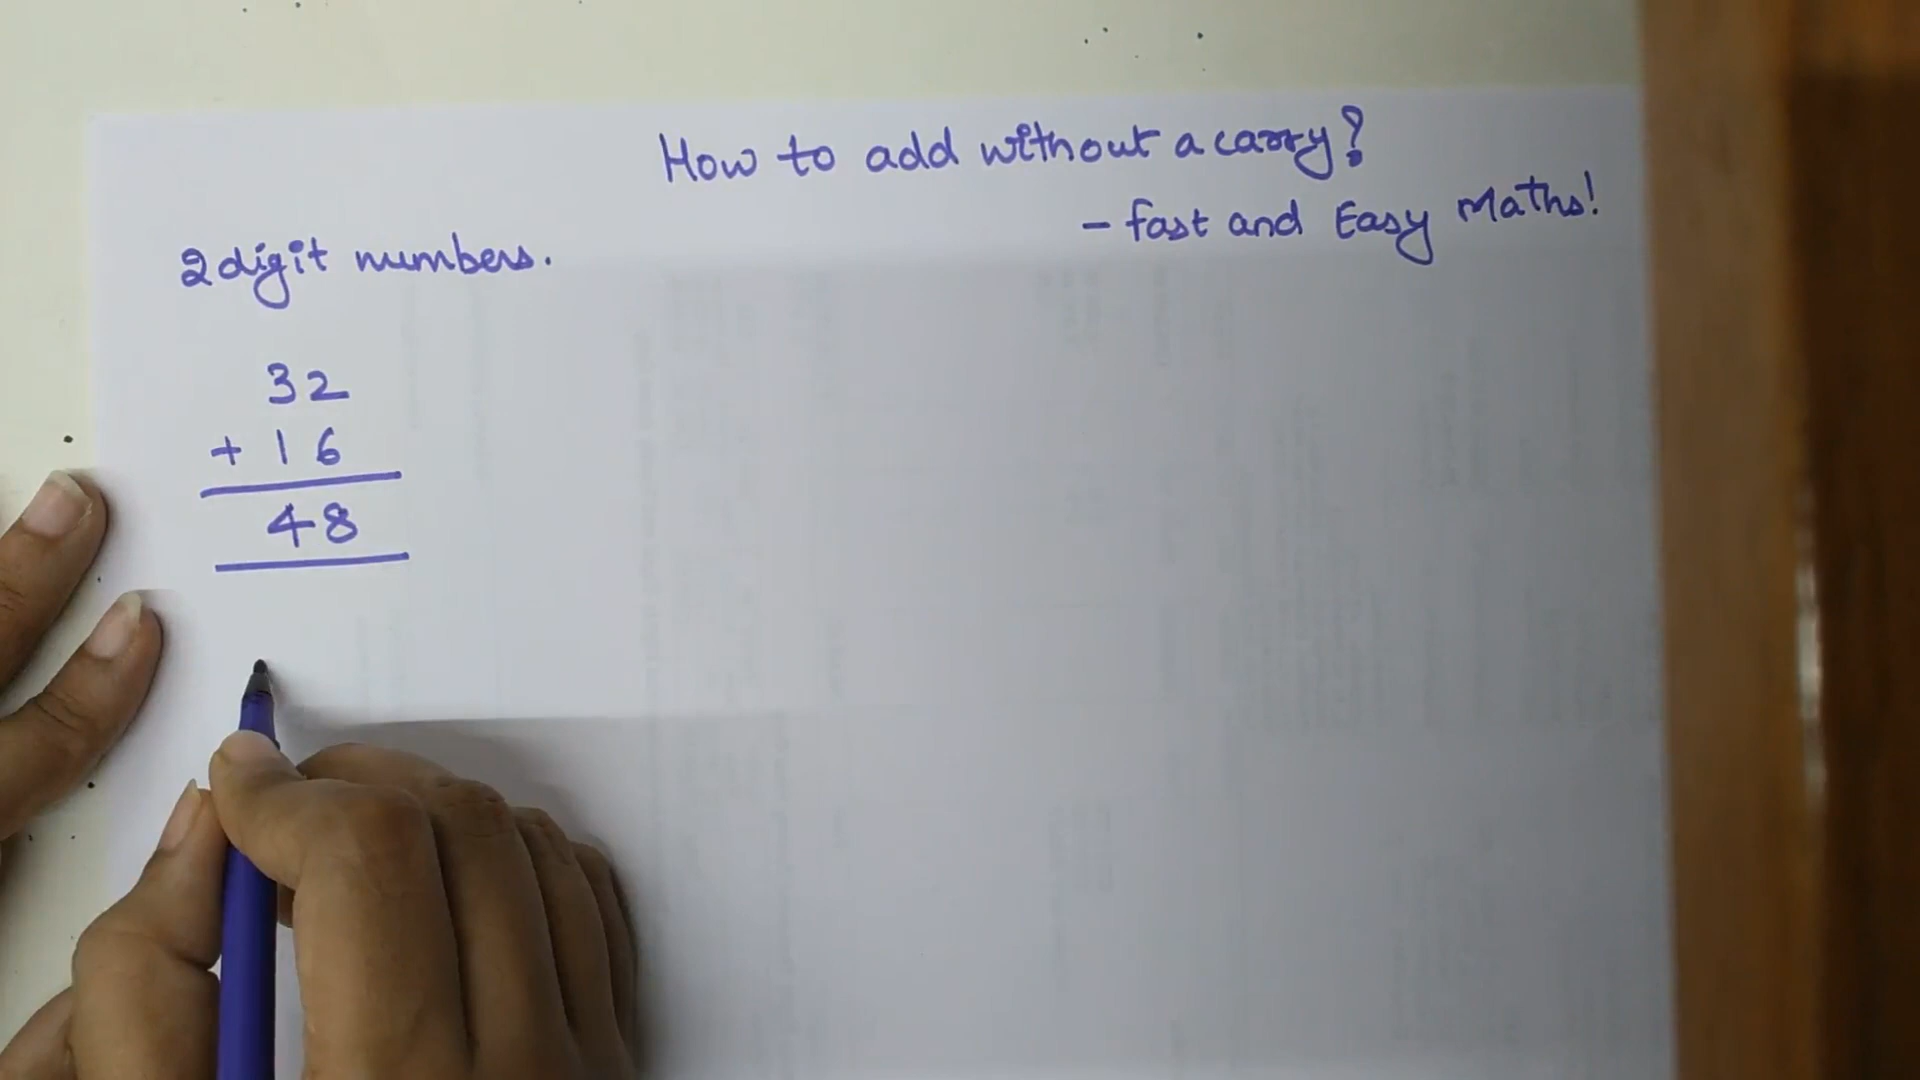 How to add without a carry?
- fast and Easy Maths!
2 digit numbers.
32
+ 16
48